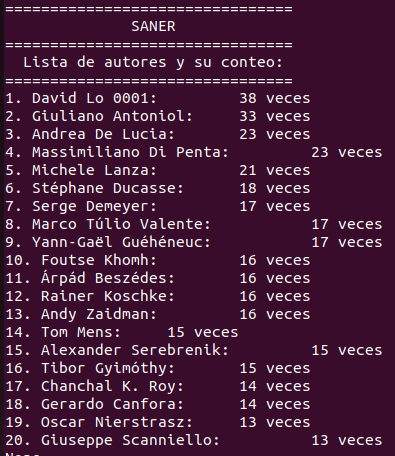 ================================
SANER
================================
Lista de autores y su conteo:
================================
1. David Lo 0001: 38 veces
2. Giuliano Antoniol: 33 veces
3. Andrea De Lucia: 23 veces
4. Massimiliano Di Penta: 23 veces
5. Michele Lanza: 21 veces
6. Stéphane Ducasse: 18 veces
7. Serge Demeyer: 17 veces
8. Marco Túlio Valente: 17 veces
9. Yann-Gaël Guéhéneuc: 17 veces
10. Foutse Khomh: 16 veces
11. Árpád Beszédes: 16 veces
12. Rainer Koschke: 16 veces
13. Andy Zaidman: 16 veces
14. Tom Mens: 15 veces
15. Alexander Serebrenik: 15 veces
16. Tibor Gyimóthy: 15 veces
17. Chanchal K. Roy: 14 veces
18. Gerardo Canfora: 14 veces
19. Oscar Nierstrasz: 13 veces
20. Giuseppe Scanniello: 13 veces
None